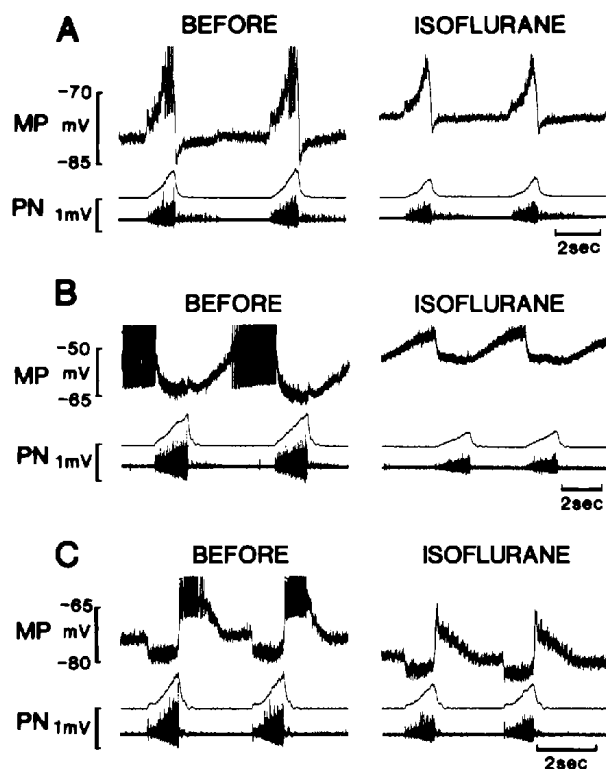 A
BEFORE ISOFLURANE
-70
MP mV
-85
PN 1mV
2sec
B
BEFORE ISOFLURANE
-50
MP mV
-65
PN 1mV
2sec
C
BEFORE ISOFLURANE
-65
MP mV
-80
PN 1mV
2sec